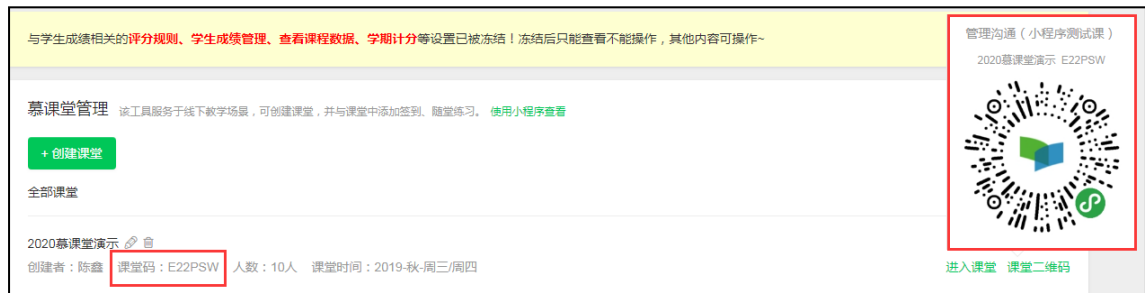 与学生成绩相关的评分规则、学生成绩管理、查看课程数据、学期计分等设置已被冻结！冻结后只能查看不能操作，其他内容可操作~
管理沟通（小程序测试课）
2020慕课堂演示 E22PSW
慕课堂管理 该工具服务于线下教学场景，可创建课堂，并与课堂中添加签到、随堂练习。 使用小程序查看
+ 创建课堂
全部课堂
2020慕课堂演示
创建者：陈鑫 课堂码：E22PSW 人数：10人 课堂时间：2019-秋-周三/周四
进入课堂 课堂二维码